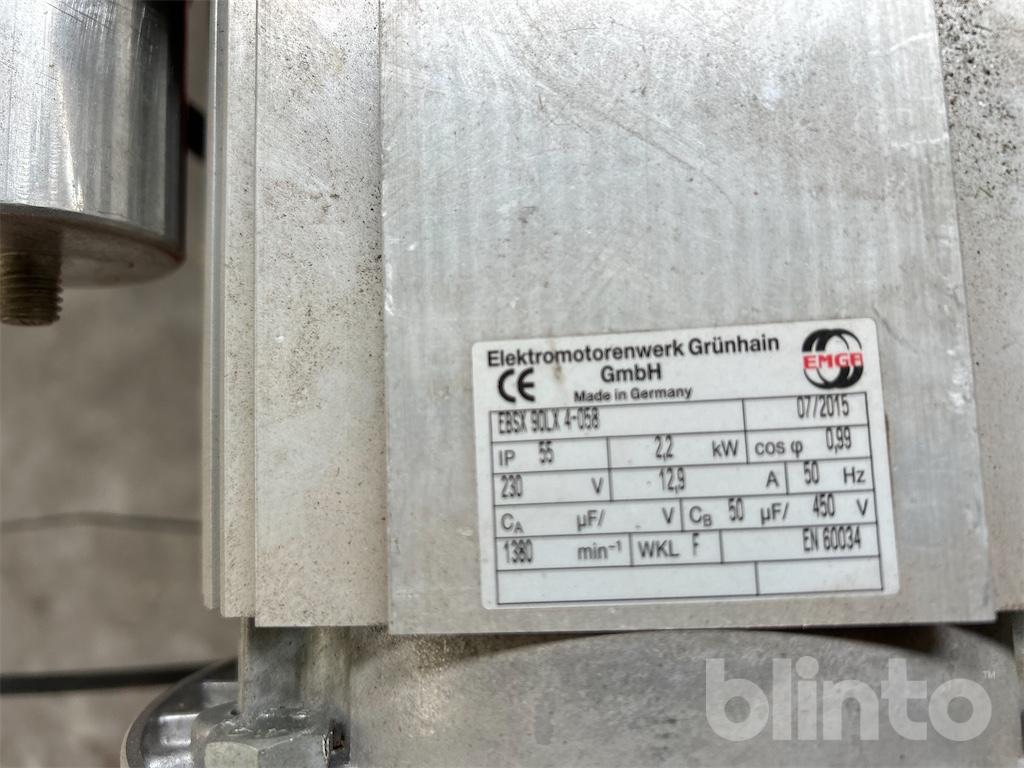 Elektromotorenwerk Grünhain
GmbH
CE
Made in Germany
EMGR
EBSX 90LX 4-058 07/2015
IP 55 2,2 kW cos φ 0,99
230 V 12,9 A 50 Hz
CA µF/ V CB 50 µF/ 450 V
1380 min⁻¹ WKL F EN 60034
blinto™